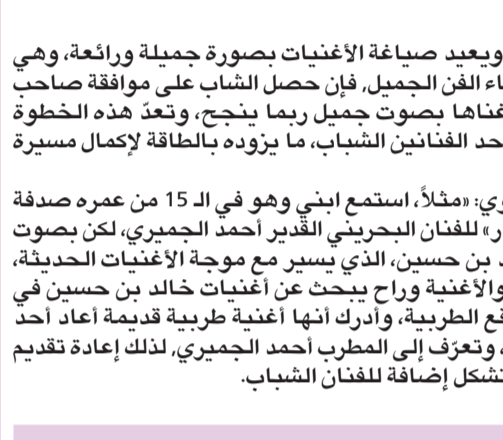 ويعيد صياغة الأغنيات بصورة جميلة ورائعة، وهي
الفن الجميل، فإن حصل الشاب على موافقة صاحب
بصوت جميل ربما ينجح، وتعدّ هذه الخطوة
الفنانين الشباب، ما يزوده بالطاقة لإكمال مسيرة
«مثلاً، استمع ابني وهو في الـ 15 من عمره صدفة
للفنان البحريني القدير أحمد الجميري، لكن بصوت
بن حسين، الذي يسير مع موجة الأغنيات الحديثة،
والأغنية وراح يبحث عن أغنيات خالد بن حسين في
الطربية، وأدرك أنها أغنية طربية قديمة أعاد أحد
، وتعرّف إلى المطرب أحمد الجميري، لذلك إعادة تقديم
تشكل إضافة للفنان الشباب.